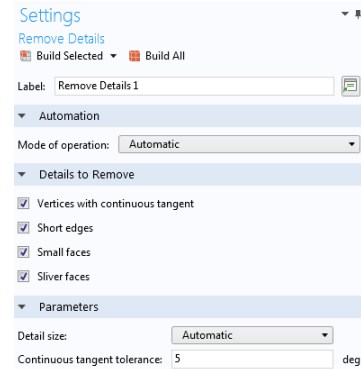 Settings
Remove Details
Build Selected Build All
Label: Remove Details 1
Automation
Mode of operation: Automatic
Details to Remove
Vertices with continuous tangent
Short edges
Small faces
Sliver faces
Parameters
Detail size: Automatic
Continuous tangent tolerance: 5 deg